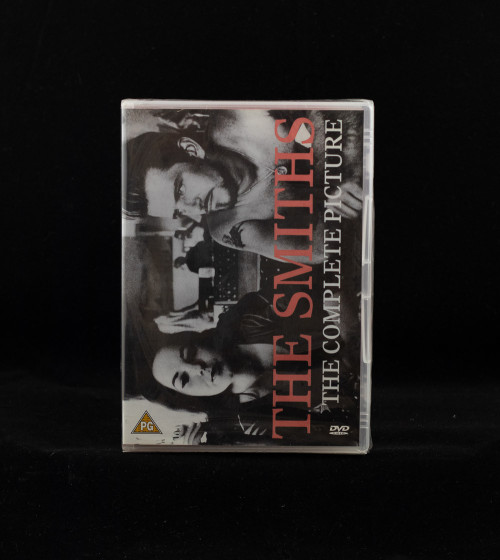 THE SMITHS
THE COMPLETE PICTURE
PG
DVD